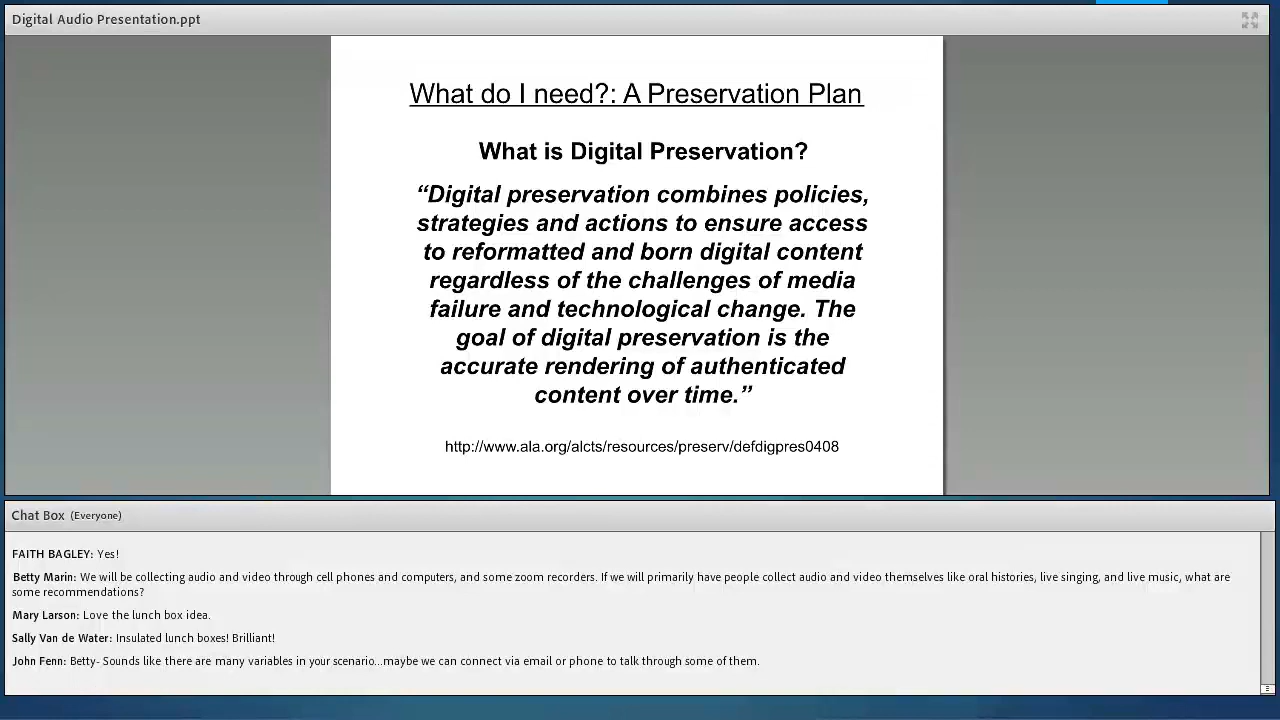 Digital Audio Presentation.ppt
What do I need?: A Preservation Plan
What is Digital Preservation?
“Digital preservation combines policies,
strategies and actions to ensure access
to reformatted and born digital content
regardless of the challenges of media
failure and technological change. The
goal of digital preservation is the
accurate rendering of authenticated
content over time.”
http://www.ala.org/alcts/resources/preserv/defdigpres0408
Chat Box (Everyone)
FAITH BAGLEY: Yes!
Betty Marin: We will be collecting audio and video through cell phones and computers, and some zoom recorders. If we will primarily have people collect audio and video themselves like oral histories, live singing, and live music, what are
some recommendations?
Mary Larson: Love the lunch box idea.
Sally Van de Water: Insulated lunch boxes! Brilliant!
John Fenn: Betty- Sounds like there are many variables in your scenario...maybe we can connect via email or phone to talk through some of them.